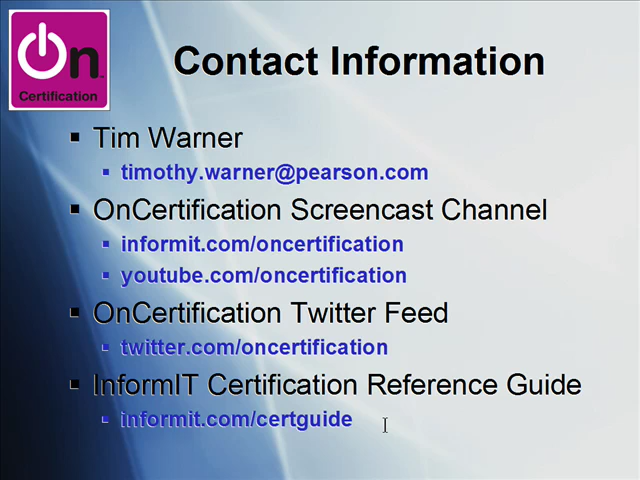 On
Certification
Contact Information
Tim Warner
timothy.warner@pearson.com
OnCertification Screencast Channel
informit.com/oncertification
youtube.com/oncertification
OnCertification Twitter Feed
twitter.com/oncertification
InformIT Certification Reference Guide
informit.com/certguide